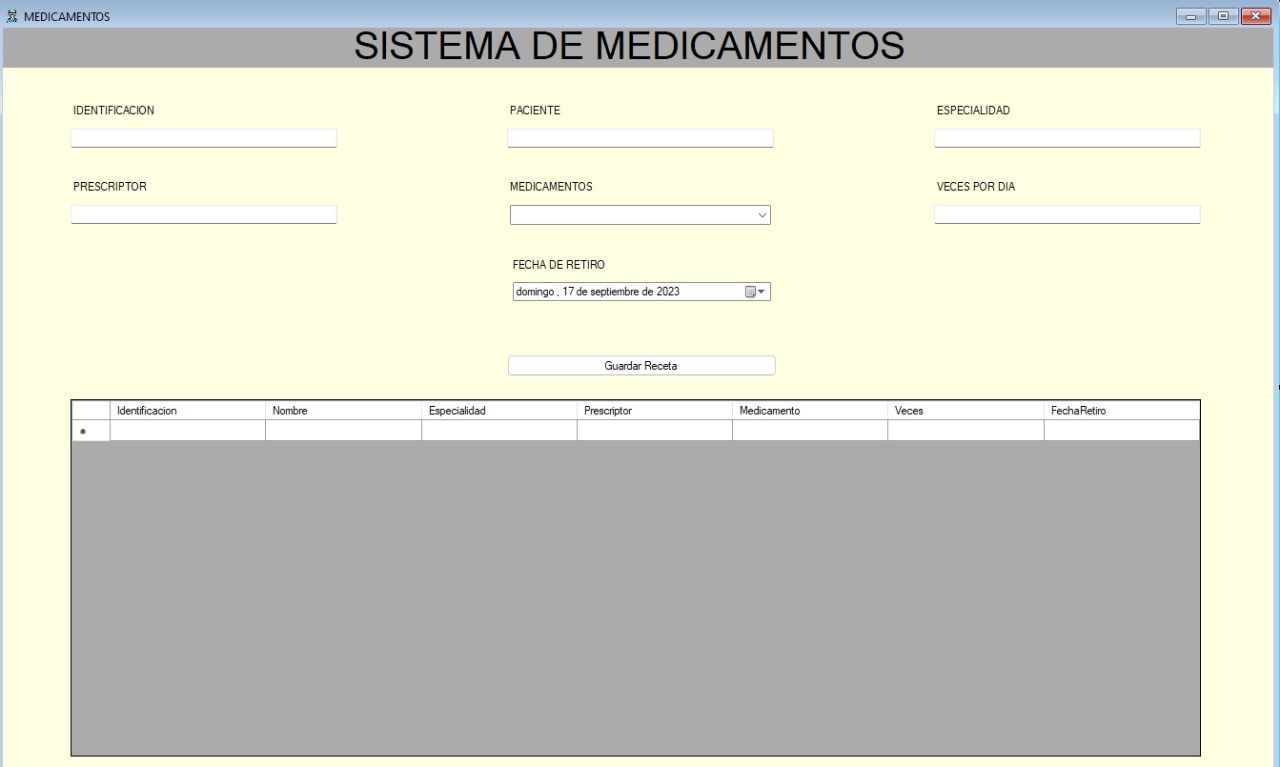 MEDICAMENTOS
SISTEMA DE MEDICAMENTOS
IDENTIFICACION PACIENTE ESPECIALIDAD
PRESCRIPTOR MEDICAMENTOS VECES POR DIA
FECHA DE RETIRO
domingo , 17 de septiembre de 2023
Guardar Receta
Identificacion Nombre Especialidad Prescriptor Medicamento Veces FechaRetiro